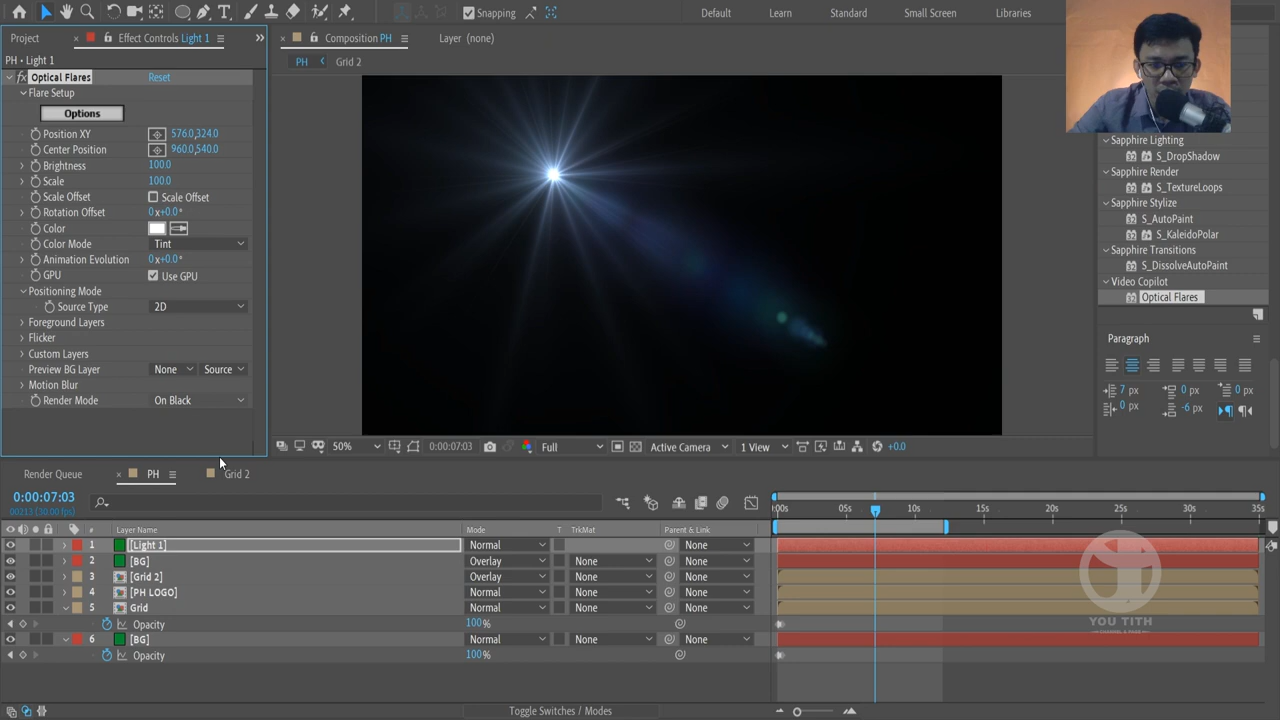 Snapping
Default
Learn
Standard
Small Screen
Libraries
Project
Effect Controls Light 1
Composition PH
Layer (none)
PH • Light 1
PH
Grid 2
fx Optical Flares
Reset
Flare Setup
Options
Position XY
576.0,324.0
Center Position
960.0,540.0
Brightness
100.0
Scale
100.0
Scale Offset
Scale Offset
Rotation Offset
0x+0.0°
Color
Color Mode
Tint
Animation Evolution
0x+0.0°
GPU
Use GPU
Positioning Mode
Source Type
2D
Foreground Layers
Flicker
Custom Layers
Preview BG Layer
None
Source
Motion Blur
Render Mode
On Black
Sapphire Lighting
S_DropShadow
Sapphire Render
S_TextureLoops
Sapphire Stylize
S_AutoPaint
S_KaleidoPolar
Sapphire Transitions
S_DissolveAutoPaint
Video Copilot
Optical Flares
Paragraph
7 px
0 px
0 px
0 px
-6 px
50%
0:00:07:03
Full
Active Camera
1 View
+0.0
Render Queue
PH
Grid 2
0:00:07:03
00213 (30.00 fps)
:00s
05s
10s
15s
20s
25s
30s
35s
#
Layer Name
Mode
T
TrkMat
Parent & Link
1
[Light 1]
Normal
None
2
[BG]
Overlay
None
None
3
[Grid 2]
Overlay
None
None
4
[PH LOGO]
Normal
None
None
5
Grid
Normal
None
None
Opacity
100%
6
[BG]
Normal
None
None
Opacity
100%
YOU TITH
Toggle Switches / Modes